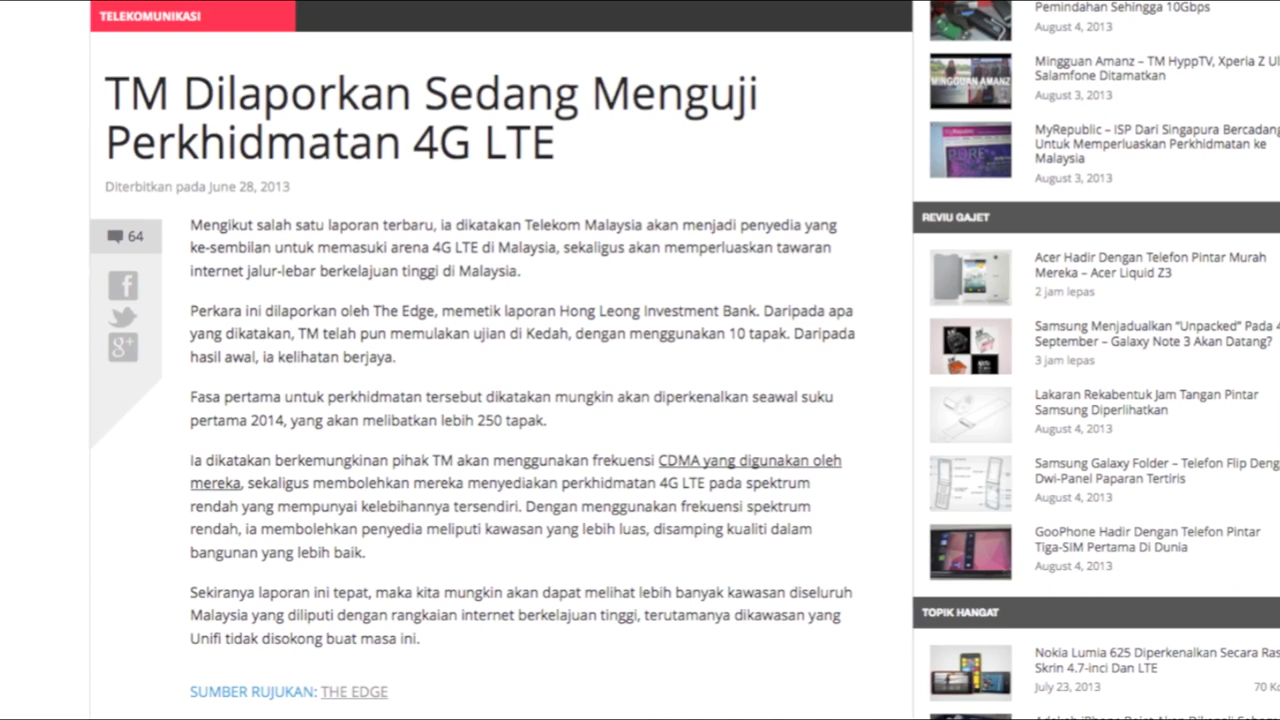 TELEKOMUNIKASI
TM Dilaporkan Sedang Menguji
Perkhidmatan 4G LTE
Diterbitkan pada June 28, 2013
64
Mengikut salah satu laporan terbaru, ia dikatakan Telekom Malaysia akan menjadi penyedia yang
ke-sembilan untuk memasuki arena 4G LTE di Malaysia, sekaligus akan memperluaskan tawaran
internet jalur-lebar berkelajuan tinggi di Malaysia.
Perkara ini dilaporkan oleh The Edge, memetik laporan Hong Leong Investment Bank. Daripada apa
yang dikatakan, TM telah pun memulakan ujian di Kedah, dengan menggunakan 10 tapak. Daripada
hasil awal, ia kelihatan berjaya.
Fasa pertama untuk perkhidmatan tersebut dikatakan mungkin akan diperkenalkan seawal suku
pertama 2014, yang akan melibatkan lebih 250 tapak.
Ia dikatakan berkemungkinan pihak TM akan menggunakan frekuensi CDMA yang digunakan oleh
mereka, sekaligus membolehkan mereka menyediakan perkhidmatan 4G LTE pada spektrum
rendah yang mempunyai kelebihannya tersendiri. Dengan menggunakan frekuensi spektrum
rendah, ia membolehkan penyedia meliputi kawasan yang lebih luas, disamping kualiti dalam
bangunan yang lebih baik.
Sekiranya laporan ini tepat, maka kita mungkin akan dapat melihat lebih banyak kawasan diseluruh
Malaysia yang diliputi dengan rangkaian internet berkelajuan tinggi, terutamanya dikawasan yang
Unifi tidak disokong buat masa ini.
SUMBER RUJUKAN: THE EDGE
Pemindahan Sehingga 10Gbps
August 4, 2013
MINGGUAN AMANZ
Mingguan Amanz – TM HyppTV, Xperia Z Ul
Salamfone Ditamatkan
August 3, 2013
MyRepublic – ISP Dari Singapura Bercadang
Untuk Memperluaskan Perkhidmatan ke
Malaysia
August 3, 2013
REVIU GAJET
Acer Hadir Dengan Telefon Pintar Murah
Mereka – Acer Liquid Z3
2 jam lepas
Samsung Menjadualkan “Unpacked” Pada 4
September – Galaxy Note 3 Akan Datang?
3 jam lepas
Lakaran Rekabentuk Jam Tangan Pintar
Samsung Diperlihatkan
August 4, 2013
Samsung Galaxy Folder – Telefon Flip Deng
Dwi-Panel Paparan Tertiris
August 4, 2013
GooPhone Hadir Dengan Telefon Pintar
Tiga-SIM Pertama Di Dunia
August 4, 2013
TOPIK HANGAT
Nokia Lumia 625 Diperkenalkan Secara Ras
Skrin 4.7-inci Dan LTE
July 23, 2013
70 Ko